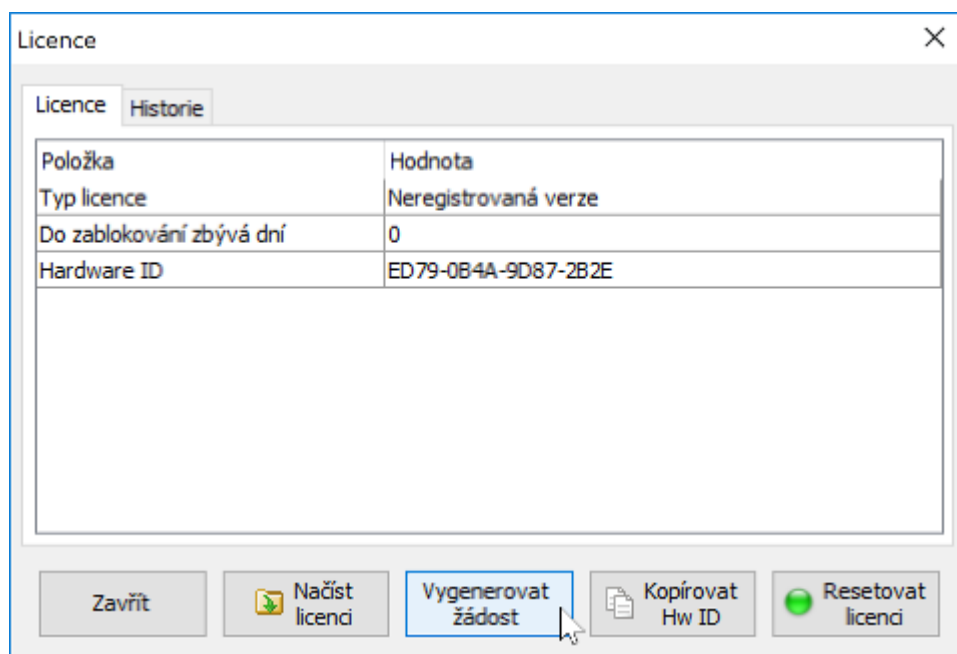 Licence
Licence Historie
Položka Hodnota
Typ licence Neregistrovaná verze
Do zablokování zbývá dní 0
Hardware ID ED79-0B4A-9D87-2B2E
Zavřít
Načíst
licenci
Vygenerovat
žádost
Kopírovat
Hw ID
Resetovat
licenci